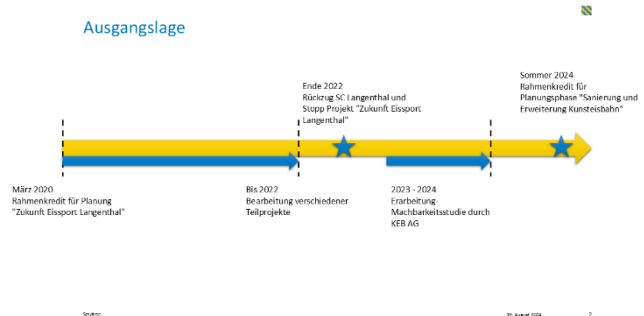 Ausgangslage
Sommer 2024
Rahmenkredit für
Planungsphase "Sanierung und
Erweiterung Kunsteisbahn"
Ende 2022
Rückzug SC Langenthal und
Stopp Projekt "Zukunft Eissport
Langenthal"
März 2020
Rahmenkredit für Planung
"Zukunft Eissport Langenthal"
Bis 2022
Bearbeitung verschiedener
Teilprojekte
2023 - 2024
Erarbeitung
Machbarkeitsstudie durch
KEB AG
August 2024
2